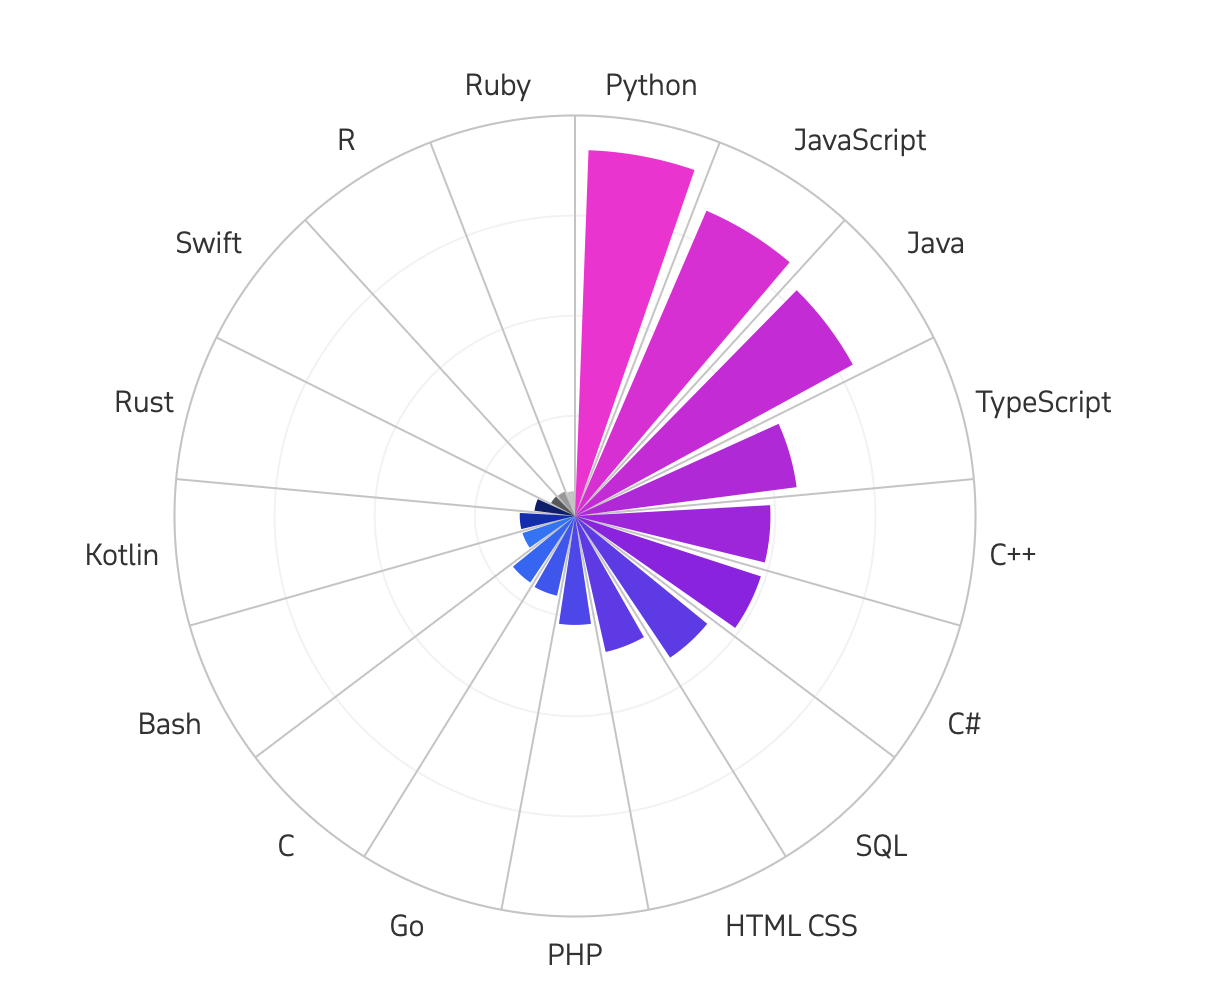 Ruby
Python
R
JavaScript
Swift
Java
Rust
TypeScript
Kotlin
C++
Bash
C#
C
SQL
Go
HTML CSS
PHP